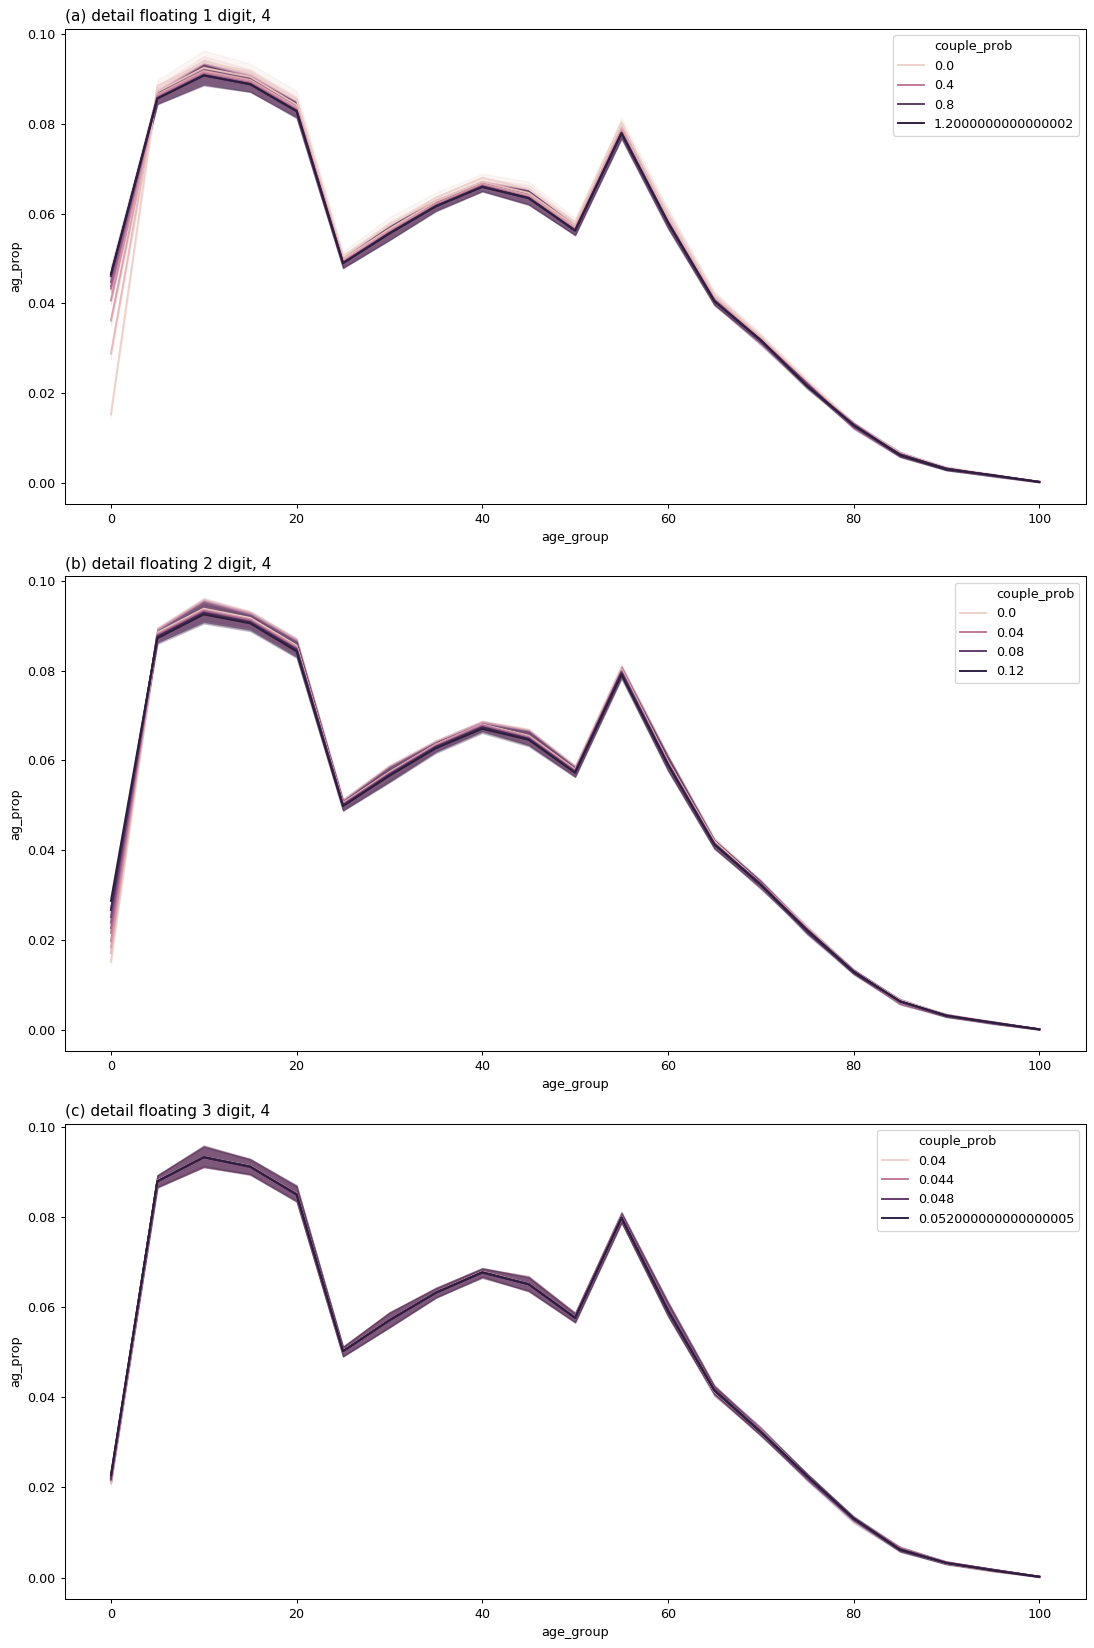 (a) detail floating 1 digit, 4
0.10
0.08
0.06
0.04
0.02
0.00
ag_prop
couple_prob
0.0
0.4
0.8
1.2000000000000002
0 20 40 60 80 100
age_group
(b) detail floating 2 digit, 4
0.10
0.08
0.06
0.04
0.02
0.00
ag_prop
couple_prob
0.0
0.04
0.08
0.12
0 20 40 60 80 100
age_group
(c) detail floating 3 digit, 4
0.10
0.08
0.06
0.04
0.02
0.00
ag_prop
couple_prob
0.04
0.044
0.048
0.052000000000000005
0 20 40 60 80 100
age_group